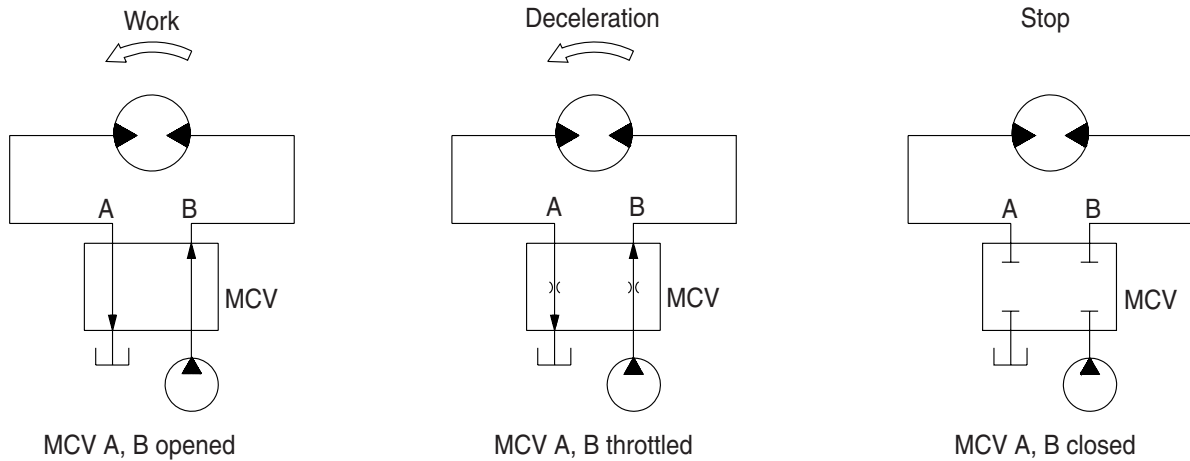 Work
A
B
MCV
MCV A, B opened
Deceleration
A
B
MCV
MCV A, B throttled
Stop
A
B
MCV
MCV A, B closed